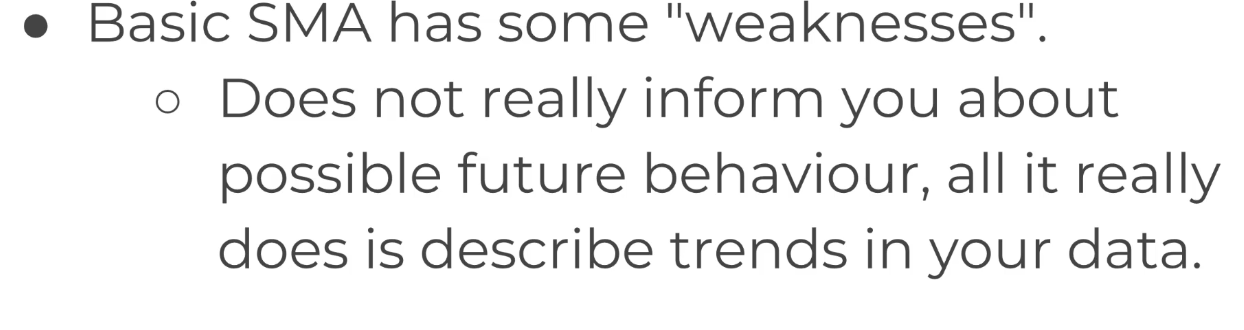 ● Basic SMA has some "weaknesses".
○ Does not really inform you about
possible future behaviour, all it really
does is describe trends in your data.